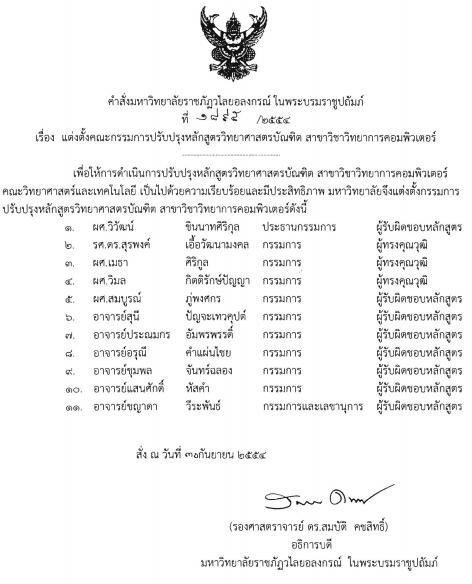 คำสั่งมหาวิทยาลัยราชภัฏวไลยอลงกรณ์ ในพระบรมราชูปถัมภ์
ที่ ๑๘๙๕ /๒๕๕๔
เรื่อง แต่งตั้งคณะกรรมการปรับปรุงหลักสูตรวิทยาศาสตรบัณฑิต สาขาวิชาวิทยาการคอมพิวเตอร์
เพื่อให้การดำเนินการปรับปรุงหลักสูตรวิทยาศาสตรบัณฑิต สาขาวิชาวิทยาการคอมพิวเตอร์
คณะวิทยาศาสตร์และเทคโนโลยี เป็นไปด้วยความเรียบร้อยและมีประสิทธิภาพ มหาวิทยาลัยจึงแต่งตั้งกรรมการ
ปรับปรุงหลักสูตรวิทยาศาสตรบัณฑิต สาขาวิชาวิทยาการคอมพิวเตอร์ดังนี้
๑. ผศ.วิวัฒน์ ชินนาทศิริกุล ประธานกรรมการ ผู้รับผิดชอบหลักสูตร
๒. รศ.ดร.สุรพงค์ เอื้อวัฒนามงคล กรรมการ ผู้ทรงคุณวุฒิ
๓. ผศ.เมธา ศิริกูล กรรมการ ผู้ทรงคุณวุฒิ
๔. ผศ.วิมล กิตติรักษ์ปัญญา กรรมการ ผู้ทรงคุณวุฒิ
๕. ผศ.สมบูรณ์ ภู่พงศกร กรรมการ ผู้รับผิดชอบหลักสูตร
๖. อาจารย์สุนี ปัญจะเทวคุปต์ กรรมการ ผู้รับผิดชอบหลักสูตร
๗. อาจารย์ประณมกร อัมพรพรรดิ์ กรรมการ ผู้รับผิดชอบหลักสูตร
๘. อาจารย์อรุณี คำแผ่นไชย กรรมการ ผู้รับผิดชอบหลักสูตร
๙. อาจารย์ชุมพล จันทร์ฉลอง กรรมการ ผู้รับผิดชอบหลักสูตร
๑๐. อาจารย์แสนศักดิ์ หัสคำ กรรมการ ผู้รับผิดชอบหลักสูตร
๑๑. อาจารย์ชญาดา วีระพันธ์ กรรมการและเลขานุการ ผู้รับผิดชอบหลักสูตร
สั่ง ณ วันที่ ๓๐กันยายน ๒๕๕๔
(รองศาสตราจารย์ ดร.สมบัติ คชสิทธิ์)
อธิการบดี
มหาวิทยาลัยราชภัฏวไลยอลงกรณ์ ในพระบรมราชูปถัมภ์